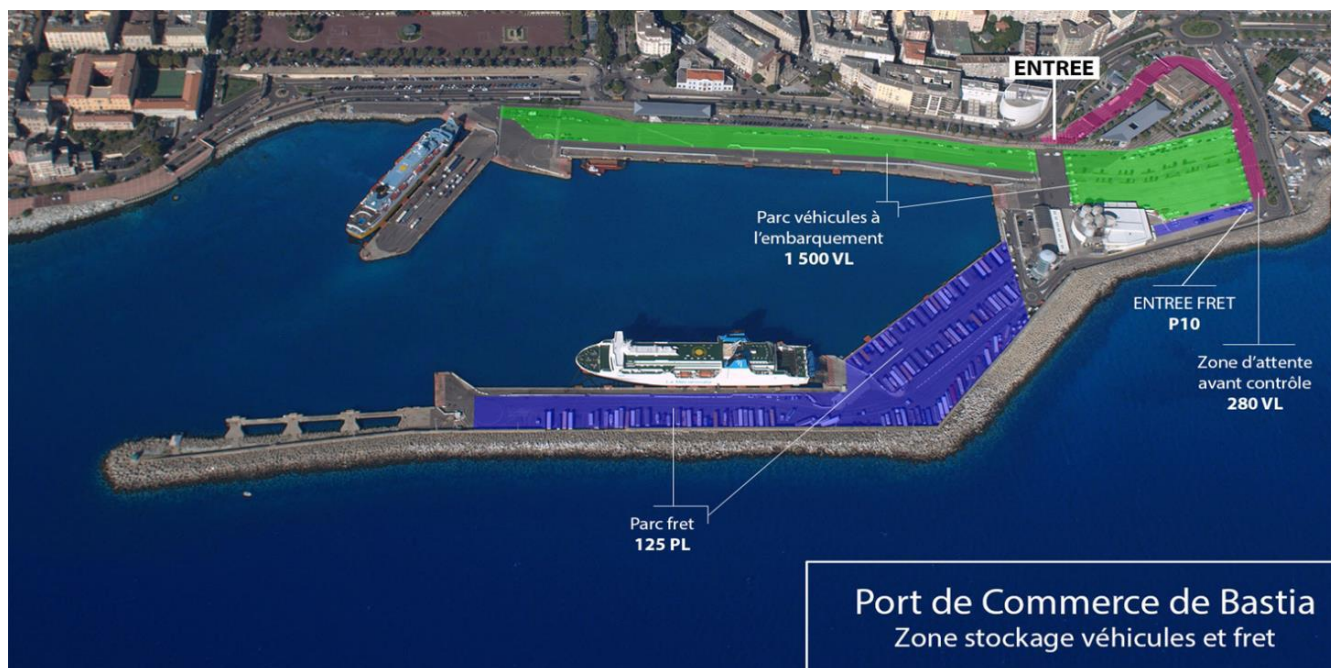 ENTREE
Parc véhicules à
l'embarquement
1 500 VL
ENTREE FRET
P10
Zone d'attente
avant contrôle
280 VL
Parc fret
125 PL
Port de Commerce de Bastia
Zone stockage véhicules et fret